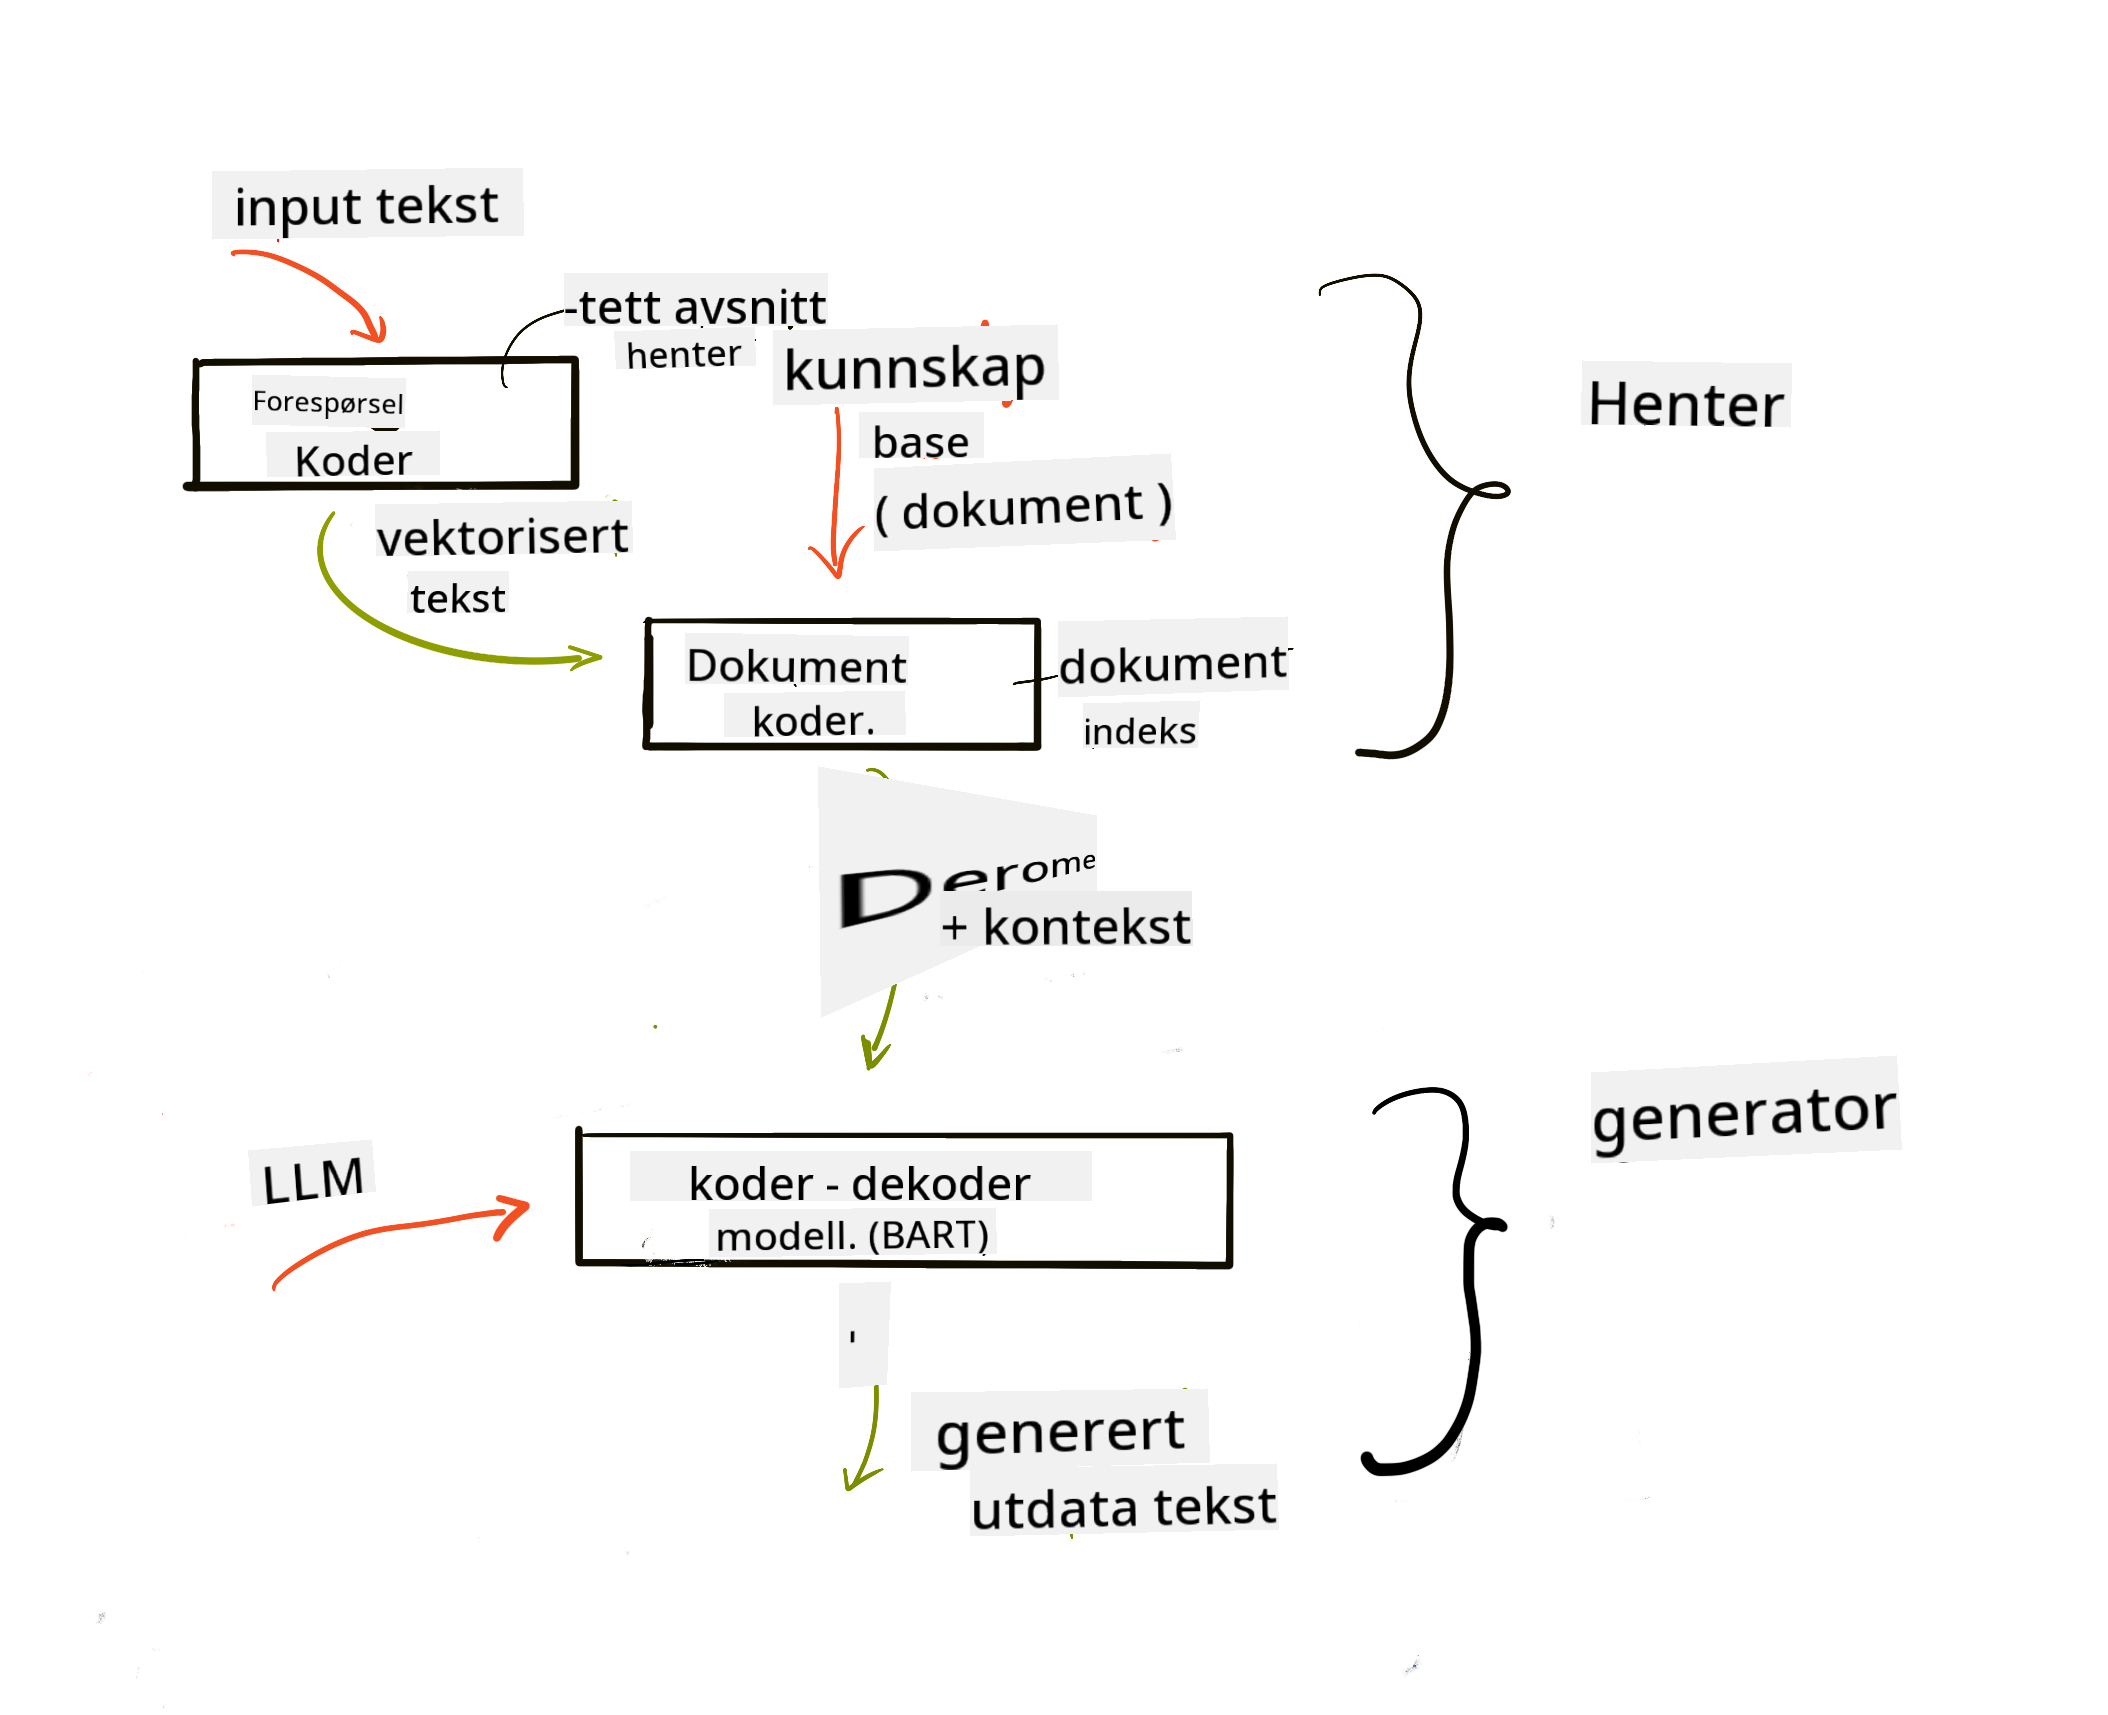 input tekst
-tett avsnitt
henter
kunnskap
base
( dokument )
Henter
Forespørsel
Koder
vektorisert
tekst
Dokument
koder.
dokument
indeks
Derome
+ kontekst
generator
LLM
koder - dekoder
modell. (BART)
'
generert
utdata tekst